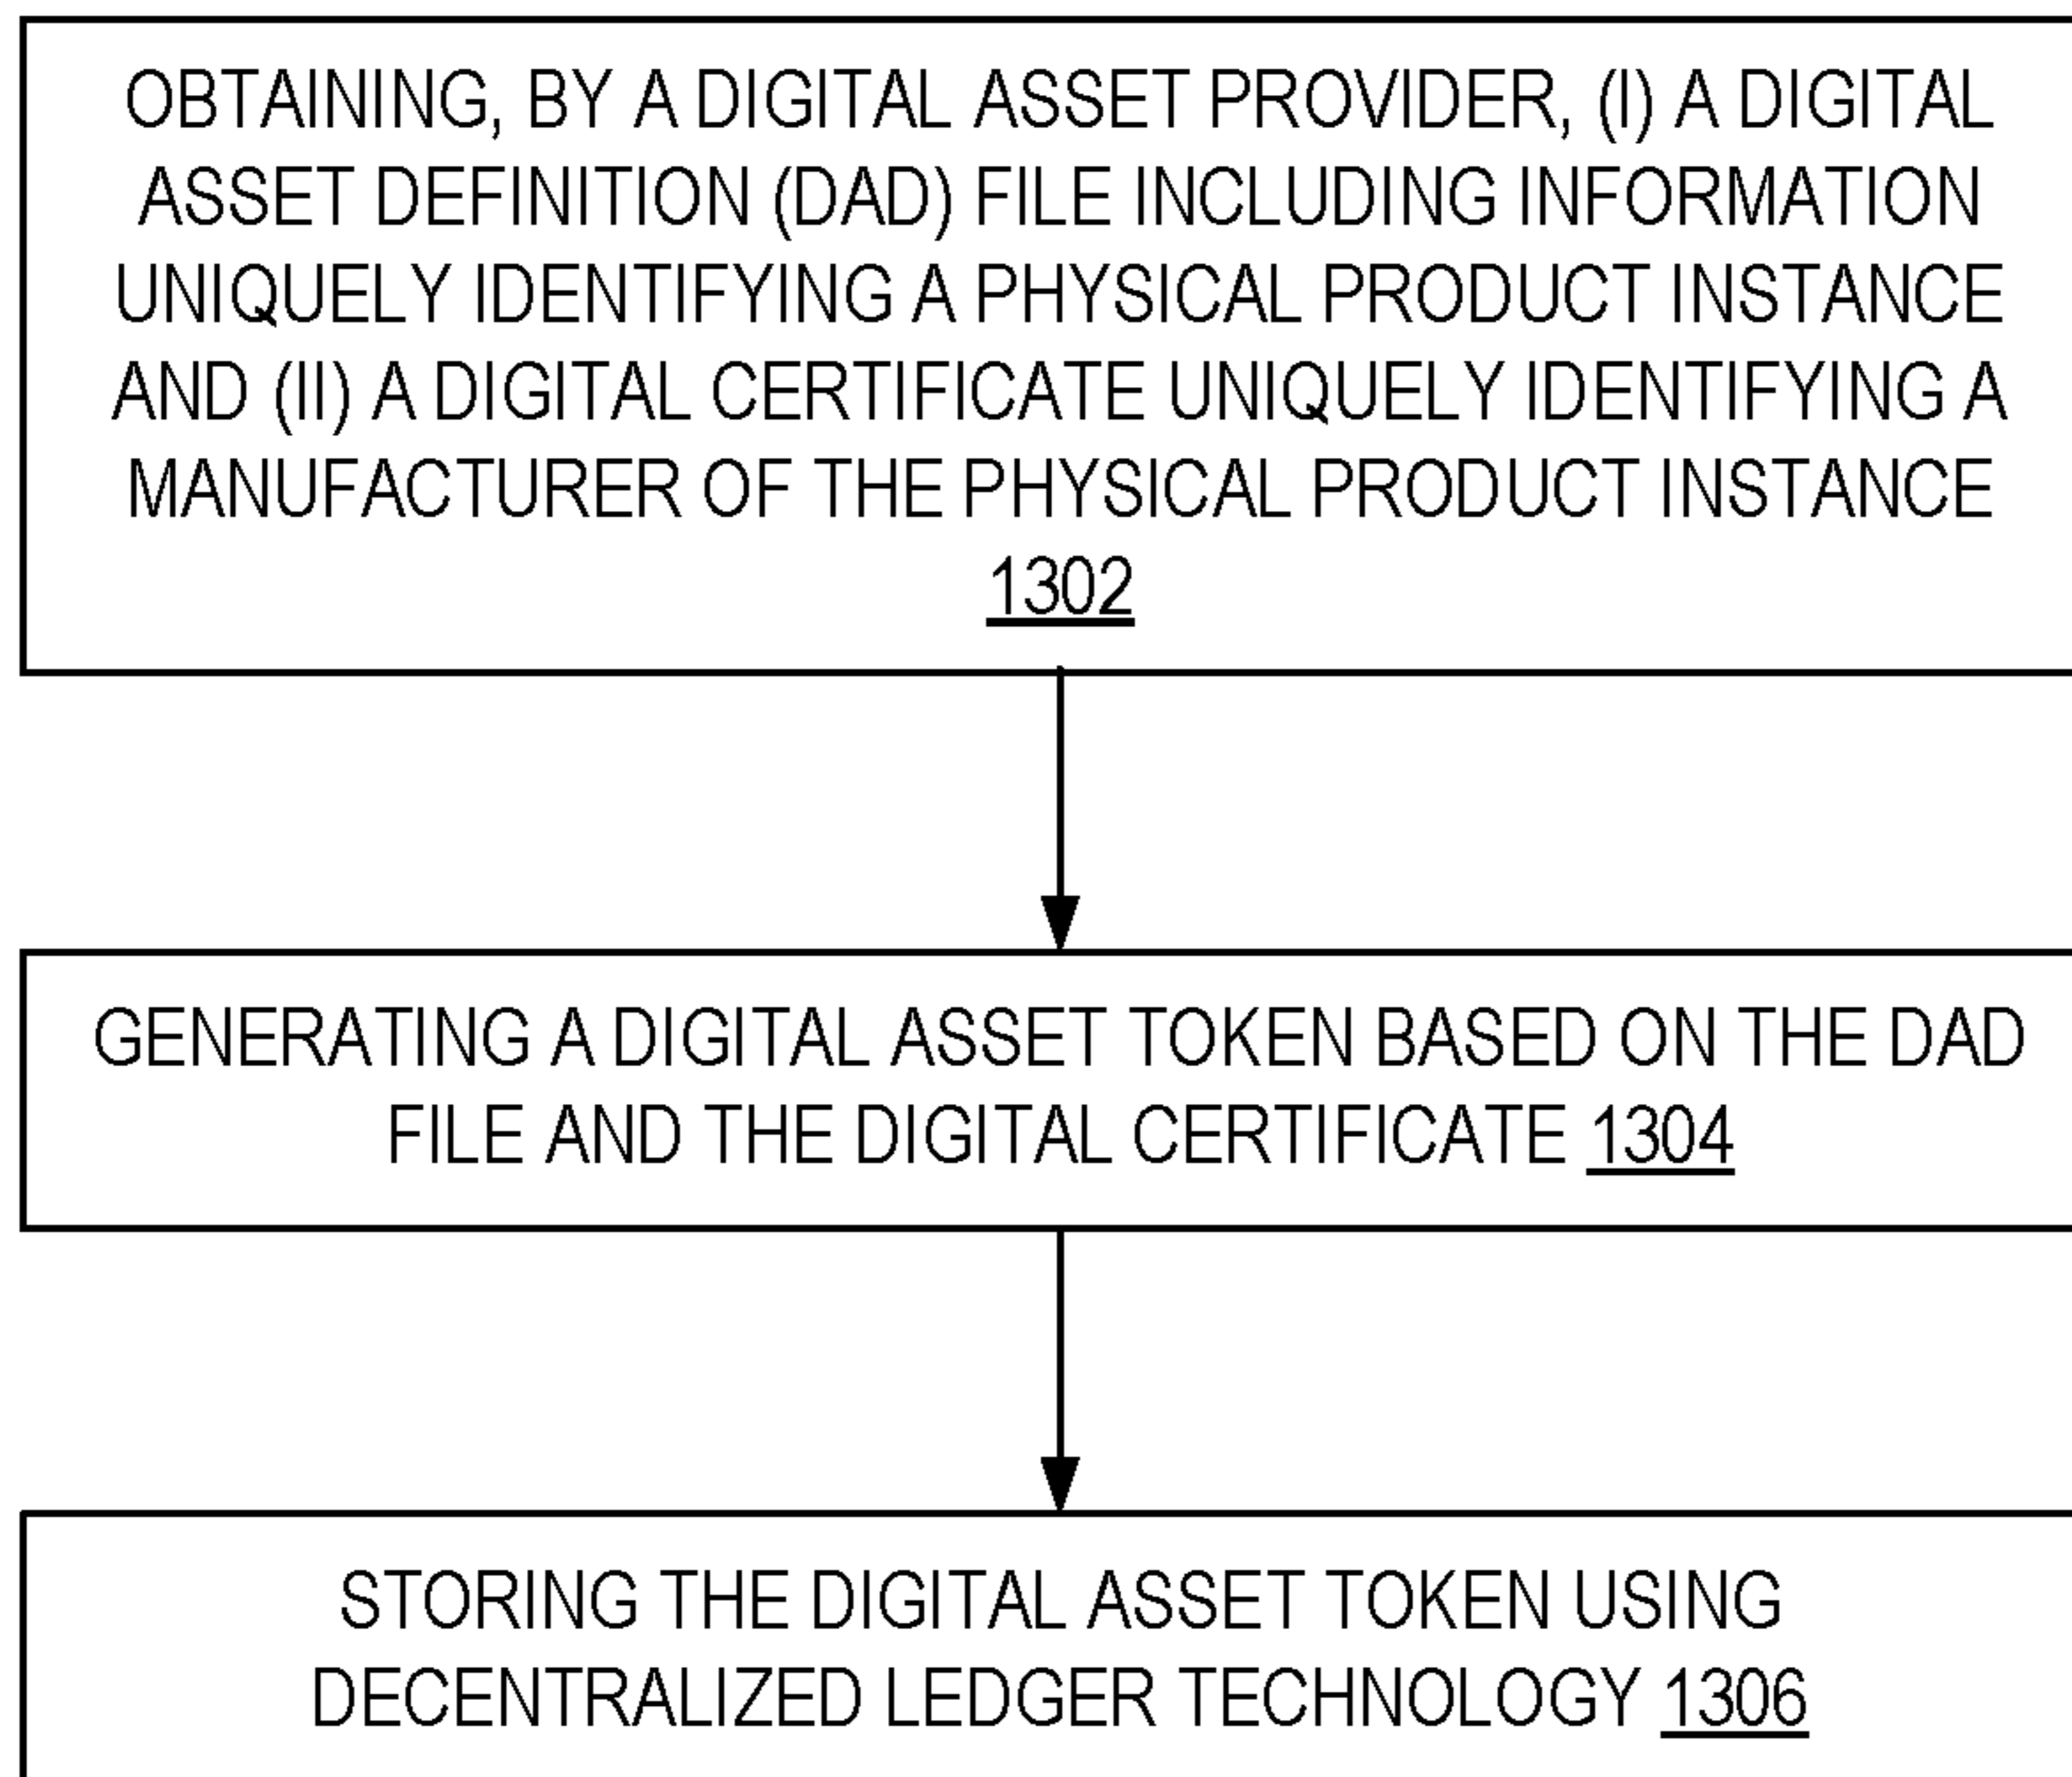 OBTAINING, BY A DIGITAL ASSET PROVIDER, (I) A DIGITAL
ASSET DEFINITION (DAD) FILE INCLUDING INFORMATION
UNIQUELY IDENTIFYING A PHYSICAL PRODUCT INSTANCE
AND (II) A DIGITAL CERTIFICATE UNIQUELY IDENTIFYING A
MANUFACTURER OF THE PHYSICAL PRODUCT INSTANCE
1302
GENERATING A DIGITAL ASSET TOKEN BASED ON THE DAD
FILE AND THE DIGITAL CERTIFICATE 1304
STORING THE DIGITAL ASSET TOKEN USING
DECENTRALIZED LEDGER TECHNOLOGY 1306